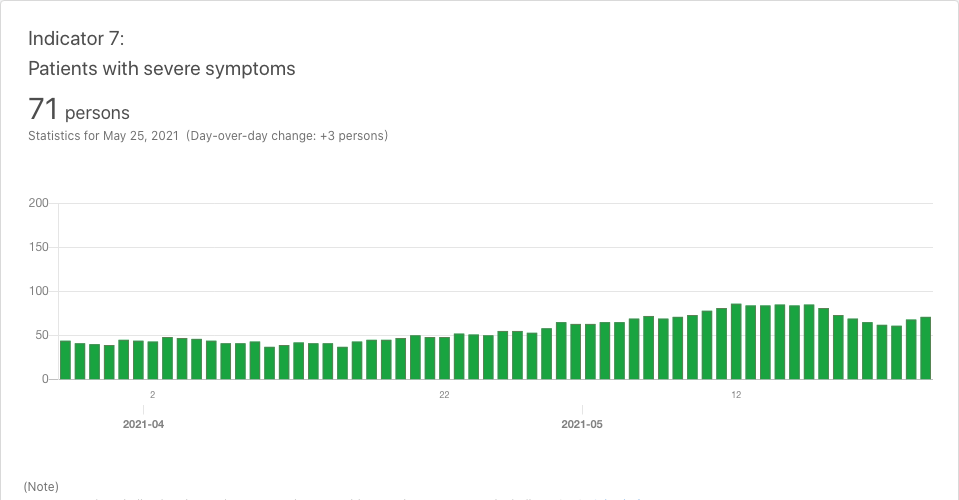 Indicator 7:
Patients with severe symptoms
71 persons
Statistics for May 25, 2021 (Day-over-day change: +3 persons)
200
150
100
50
0
2
22
12
2021-04
2021-05
(Note)